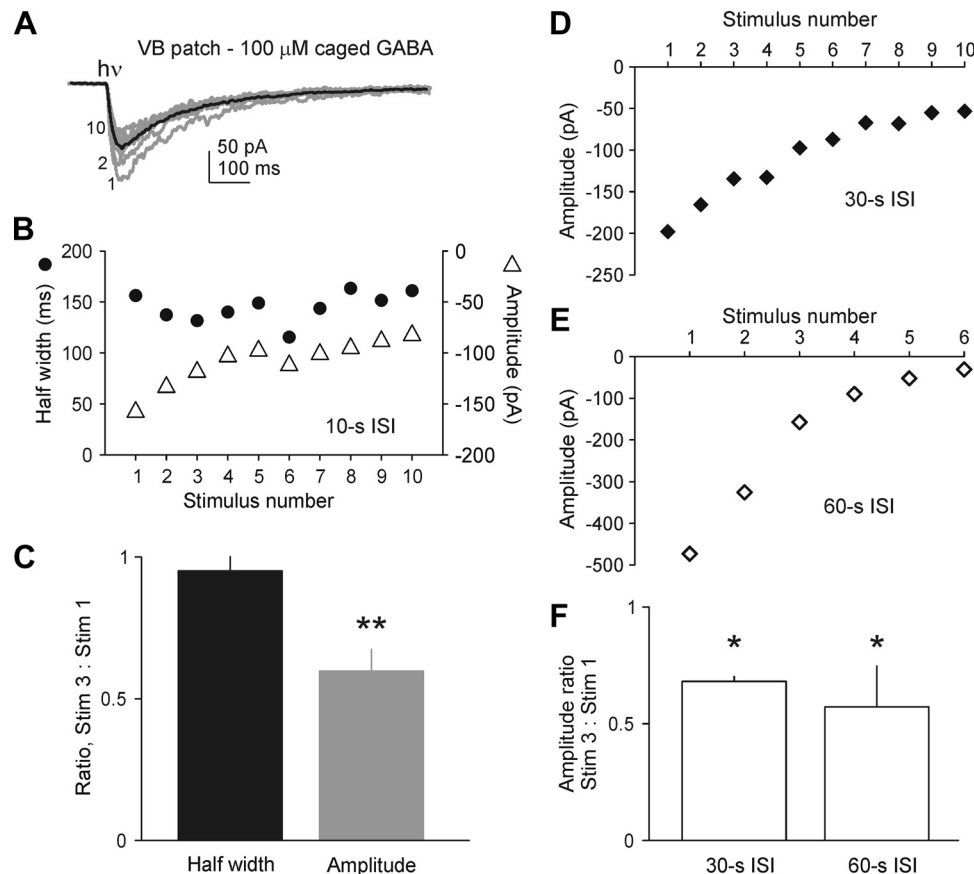 A
VB patch - 100 μM caged GABA
hν
10
2
1
50 pA
100 ms
B
Half width (ms)
200
150
100
50
0
0
-50
-100
-150
-200
Amplitude (pA)
10-s ISI
1 2 3 4 5 6 7 8 9 10
Stimulus number
C
Ratio, Stim 3 : Stim 1
1
0.5
0
**
Half width Amplitude
D
Stimulus number
1 2 3 4 5 6 7 8 9 10
Amplitude (pA)
0
-50
-100
-150
-200
-250
30-s ISI
E
Stimulus number
1 2 3 4 5 6
Amplitude (pA)
0
-100
-200
-300
-400
-500
60-s ISI
F
Amplitude ratio
Stim 3 : Stim 1
1
0.5
0
* *
30-s ISI 60-s ISI